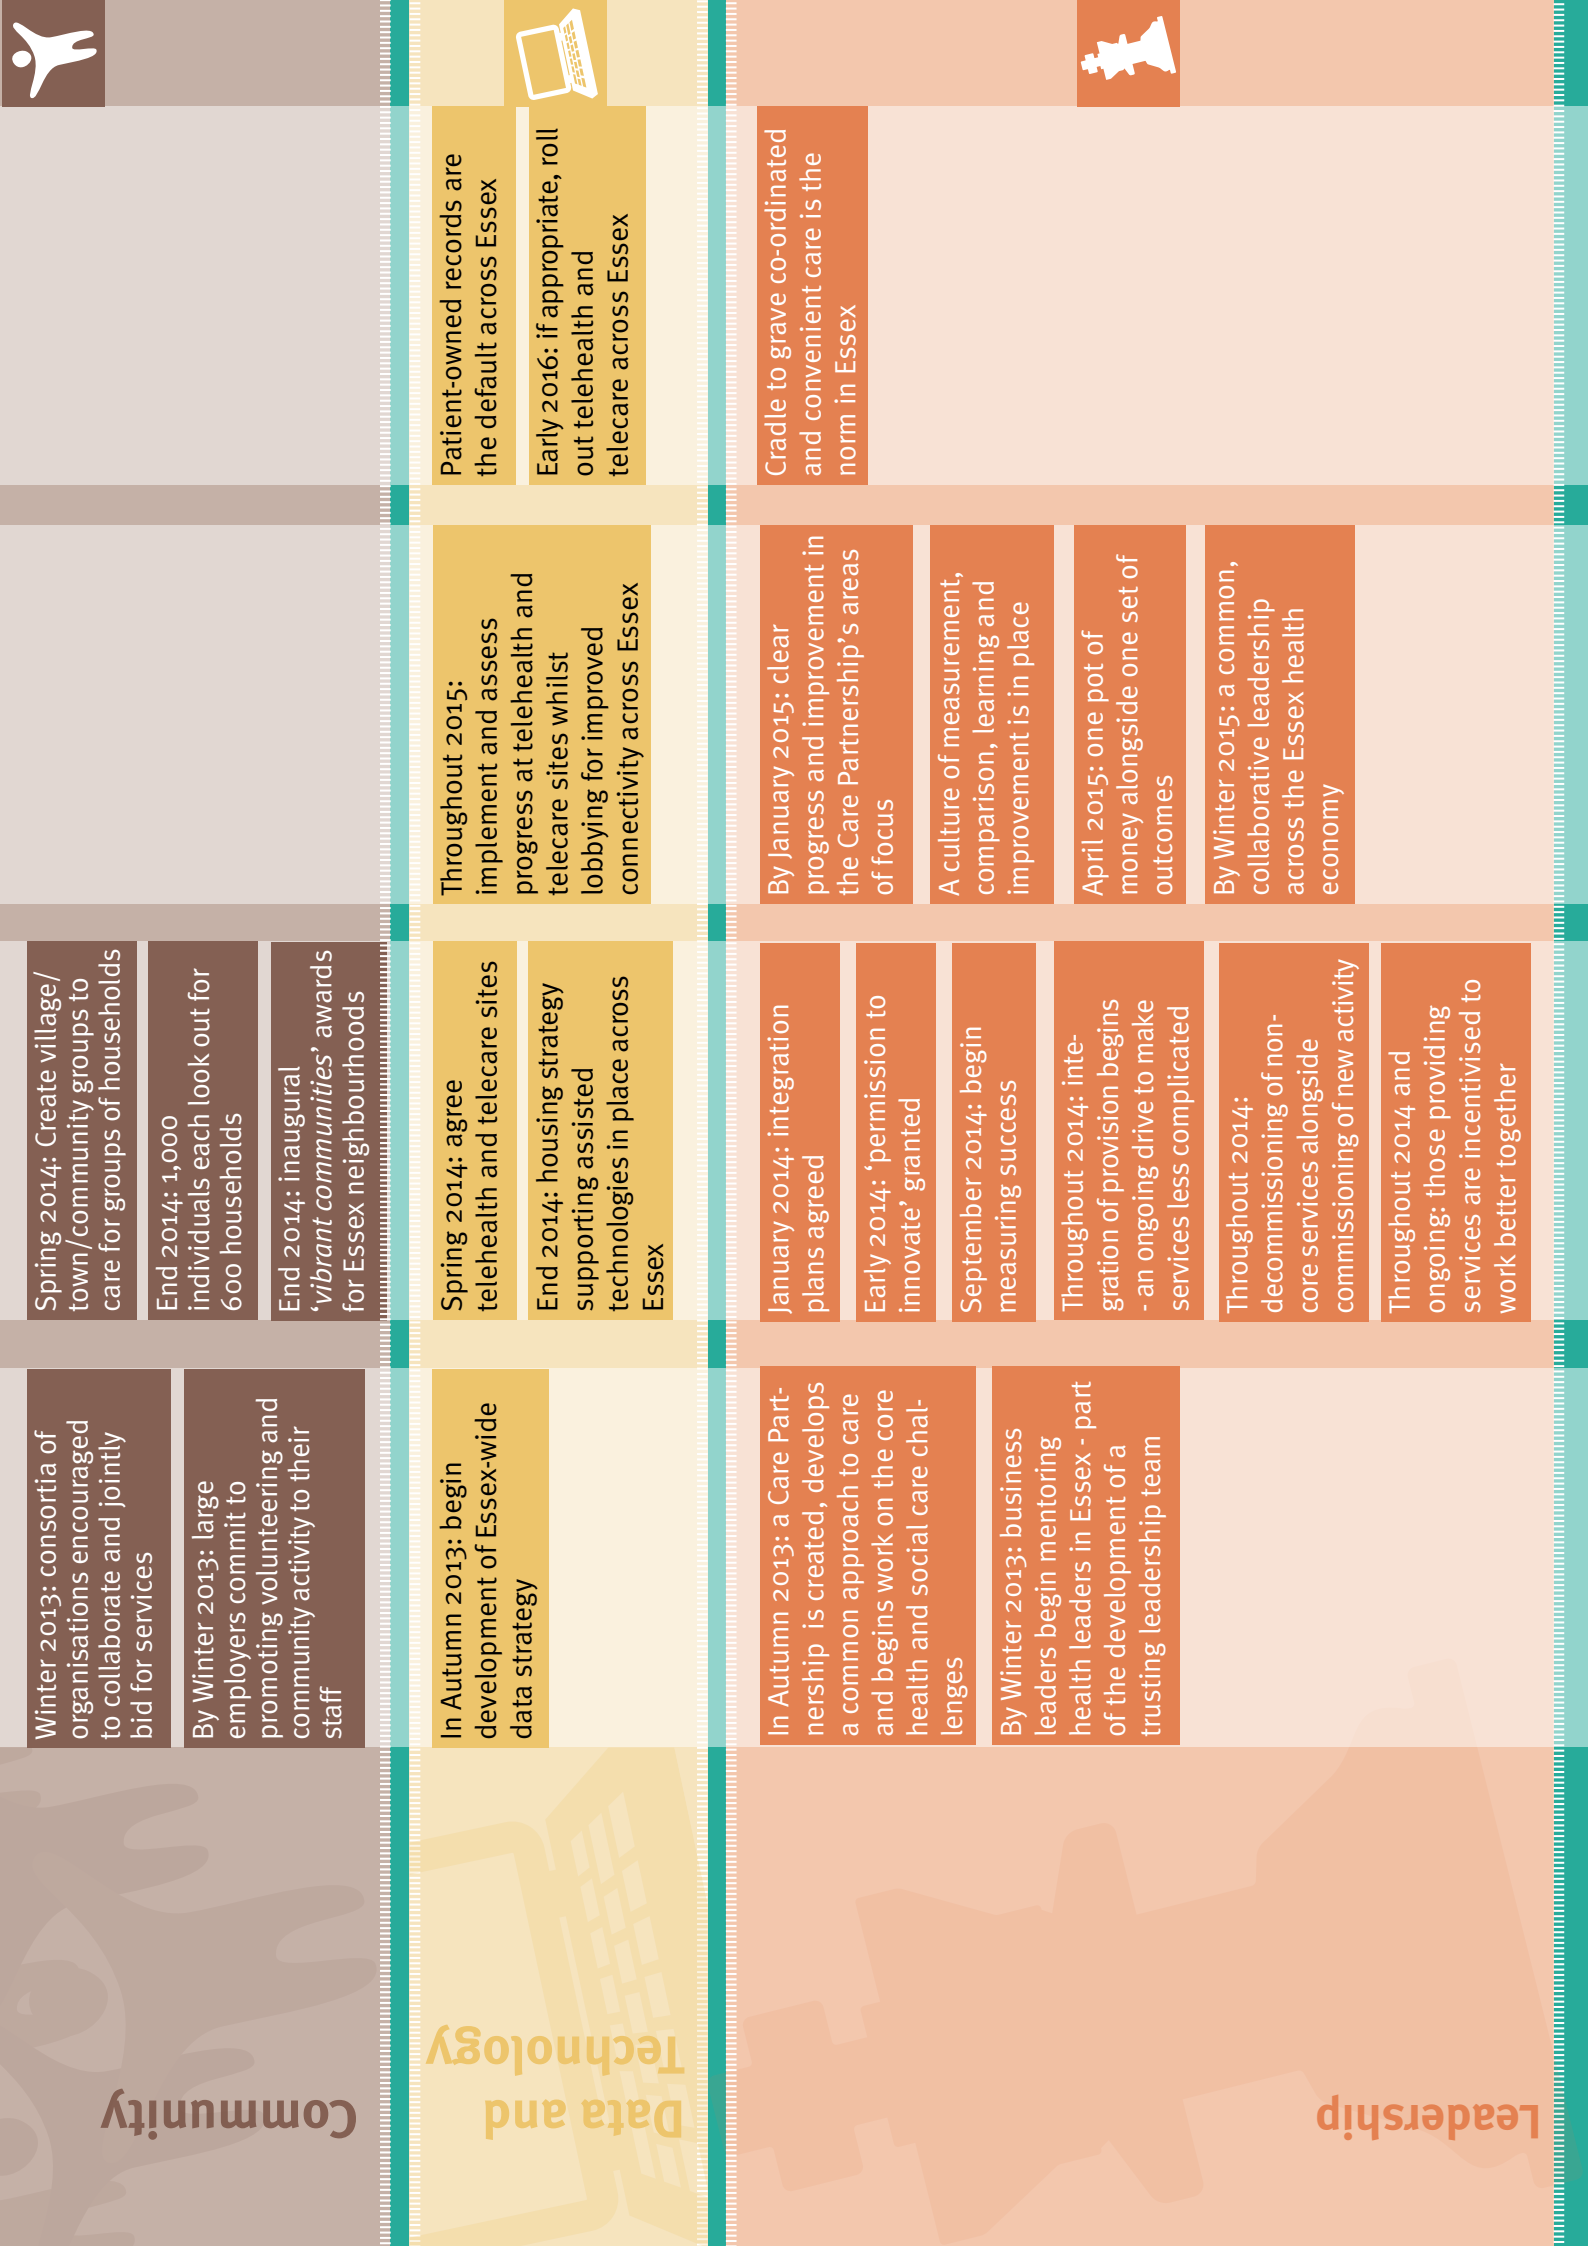 Community
Winter 2013: consortia of
organisations encouraged
to collaborate and jointly
bid for services
By Winter 2013: large
employers commit to
promoting volunteering and
community activity to their
staff
Spring 2014: Create village/
town/community groups to
care for groups of households
End 2014: 1,000
individuals each look out for
600 households
End 2014: inaugural
‘vibrant communities’ awards
for Essex neighbourhoods
Data and
Technology
In Autumn 2013: begin
development of Essex-wide
data strategy
Spring 2014: agree
telehealth and telecare sites
End 2014: housing strategy
supporting assisted
technologies in place across
Essex
Throughout 2015:
implement and assess
progress at telehealth and
telecare sites whilst
lobbying for improved
connectivity across Essex
Patient-owned records are
the default across Essex
Early 2016: if appropriate, roll
out telehealth and
telecare across Essex
Leadership
In Autumn 2013: a Care Part-
nership is created, develops
a common approach to care
and begins work on the core
health and social care chal-
lenges
By Winter 2013: business
leaders begin mentoring
health leaders in Essex - part
of the development of a
trusting leadership team
January 2014: integration
plans agreed
Early 2014: ‘permission to
innovate’ granted
September 2014: begin
measuring success
Throughout 2014: inte-
gration of provision begins
- an ongoing drive to make
services less complicated
Throughout 2014:
decommissioning of non-
core services alongside
commissioning of new activity
Throughout 2014 and
ongoing: those providing
services are incentivised to
work better together
By January 2015: clear
progress and improvement in
the Care Partnership’s areas
of focus
A culture of measurement,
comparison, learning and
improvement is in place
April 2015: one pot of
money alongside one set of
outcomes
By Winter 2015: a common,
collaborative leadership
across the Essex health
economy
Cradle to grave co-ordinated
and convenient care is the
norm in Essex